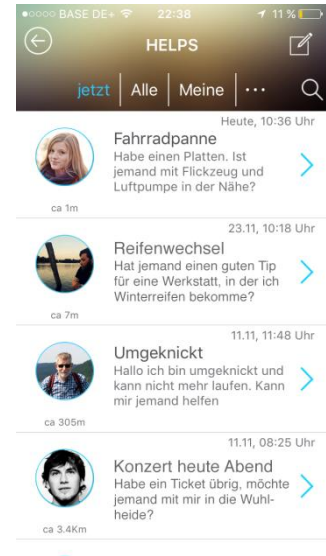 BASE DE+ 22:38 11 %
HELPS
jetzt Alle Meine ...
Heute, 10:36 Uhr
Fahrradpanne
Habe einen Platten. Ist
jemand mit Flickzeug und
Luftpumpe in der Nähe?
ca 1m
23.11, 10:18 Uhr
Reifenwechsel
Hat jemand einen guten Tip
für eine Werkstatt, in der ich
Winterreifen bekomme?
ca 7m
11.11, 11:48 Uhr
Umgeknickt
Hallo ich bin umgeknickt und
kann nicht mehr laufen. Kann
mir jemand helfen
ca 305m
11.11, 08:25 Uhr
Konzert heute Abend
Habe ein Ticket übrig, möchte
jemand mit mir in die Wuhl-
heide?
ca 3.4Km